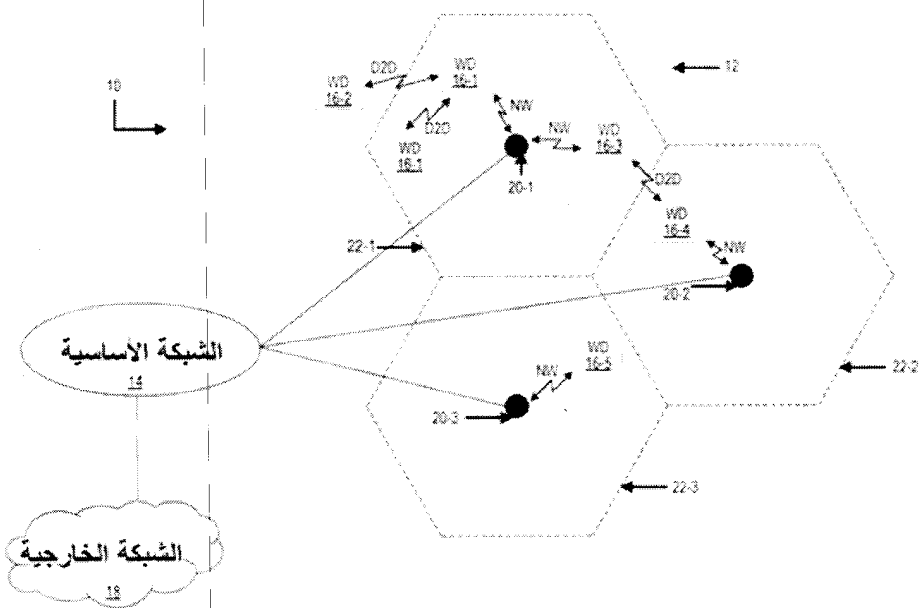 10
12
WD
16-2
D2D
WD
16-1
D2D
WD
16-1
NW
NW
WD
16-3
20-1
D2D
WD
16-4
NW
20-2
22-1
22-2
الشبكة الأساسية
14
NW
WD
16-5
20-3
22-3
الشبكة الخارجية
18